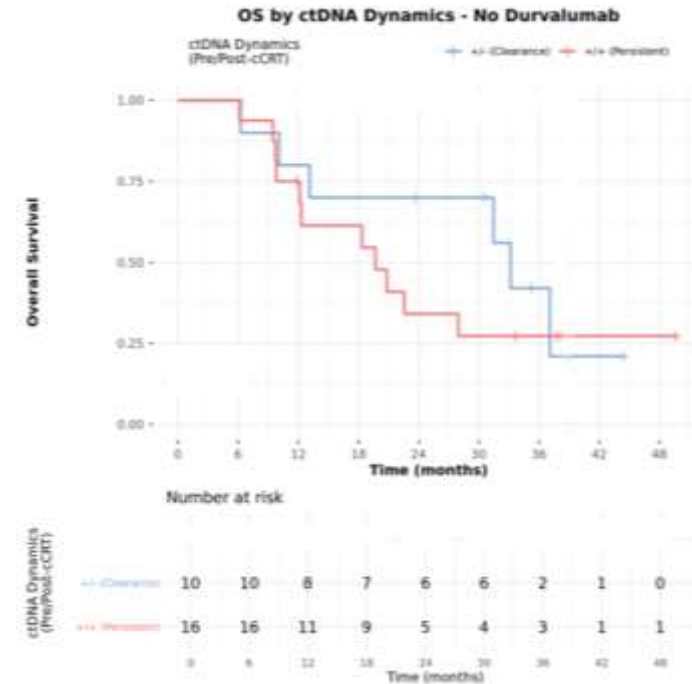 OS by ctDNA Dynamics - No Durvalumab
ctDNA Dynamics
(Pre/Post-cCRT)
+/- (Clearance) +/+ (Persistent)
Overall Survival
1.00
0.75
0.50
0.25
0.00
0 6 12 18 24 30 36 42 48
Time (months)
Number at risk
ctDNA Dynamics
(Pre/Post-cCRT)
+/- (Clearance) 10 10 8 7 6 6 2 1 0
+/+ (Persistent) 16 16 11 9 5 4 3 1 1
0 6 12 18 24 30 36 42 48
Time (months)